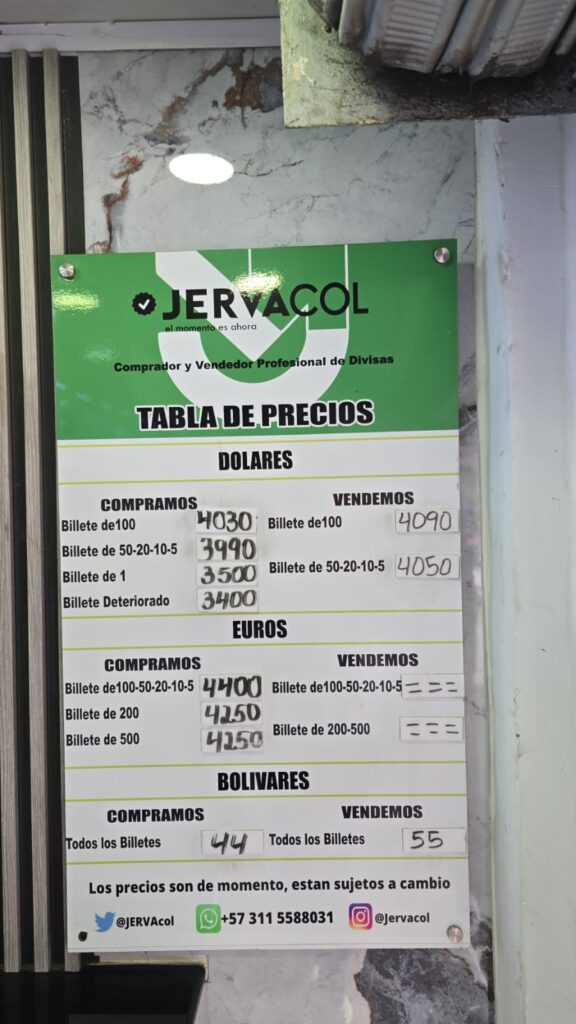 JERVACOL
el momento es ahora
Comprador y Vendedor Profesional de Divisas
TABLA DE PRECIOS
DOLARES
COMPRAMOS VENDEMOS
Billete de100 4030 Billete de100 4090
Billete de 50-20-10-5 3990
Billete de 50-20-10-5 4050
Billete de 1 3500
Billete Deteriorado 3400
EUROS
COMPRAMOS VENDEMOS
Billete de100-50-20-10-5 4400 Billete de100-50-20-10-5 ===
Billete de 200 4250
Billete de 200-500 ===
Billete de 500 4250
BOLIVARES
COMPRAMOS VENDEMOS
Todos los Billetes 44 Todos los Billetes 55
Los precios son de momento, estan sujetos a cambio
@JERVAcol +57 311 5588031 @Jervacol